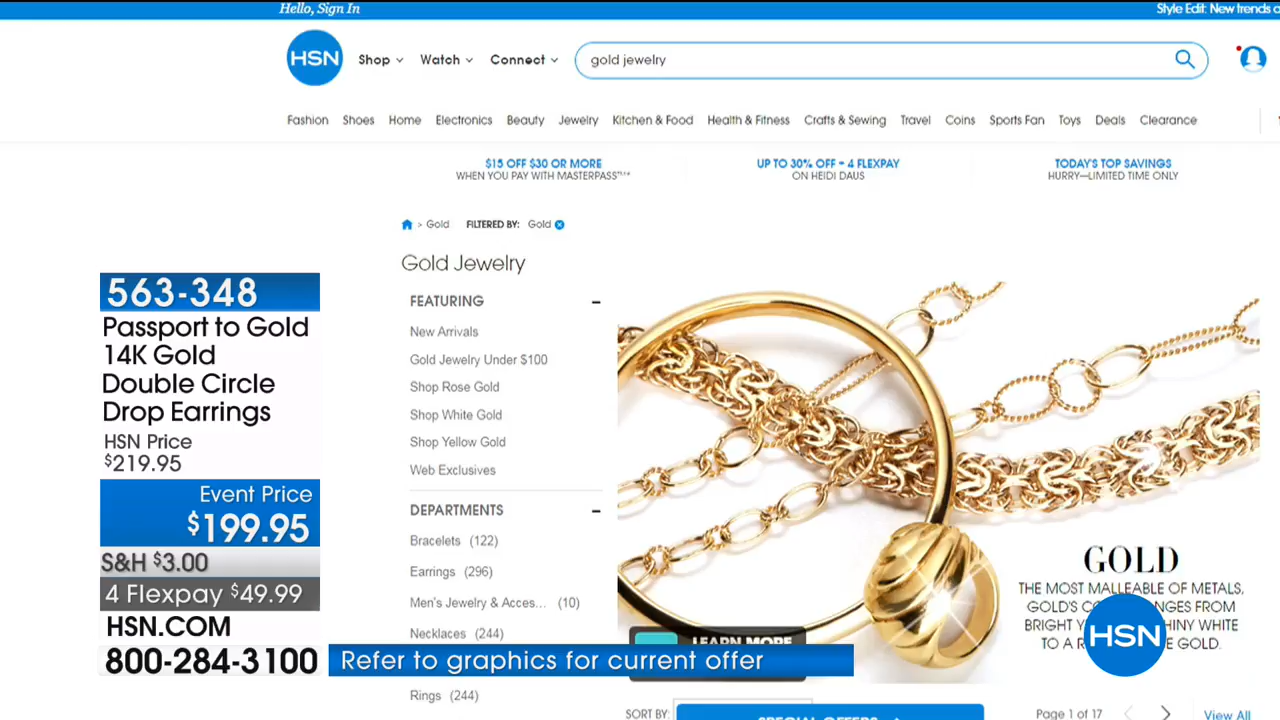 Hello, Sign In
Style Edit: New trends
HSN
Shop
Watch
Connect
gold jewelry
Fashion
Shoes
Home
Electronics
Beauty
Jewelry
Kitchen & Food
Health & Fitness
Crafts & Sewing
Travel
Coins
Sports Fan
Toys
Deals
Clearance
$15 OFF $30 OR MORE
WHEN YOU PAY WITH MASTERPASS
UP TO 30% OFF + 4 FLEXPAY
ON HEIDI DAUS
TODAY'S TOP SAVINGS
HURRY—LIMITED TIME ONLY
> Gold
FILTERED BY: Gold
Gold Jewelry
FEATURING
New Arrivals
Gold Jewelry Under $100
Shop Rose Gold
Shop White Gold
Shop Yellow Gold
Web Exclusives
DEPARTMENTS
Bracelets (122)
Earrings (296)
Men's Jewelry & Acces... (10)
Necklaces (244)
Rings (244)
563-348
Passport to Gold
14K Gold
Double Circle
Drop Earrings
HSN Price
$219.95
Event Price
$199.95
S&H $3.00
4 Flexpay $49.99
HSN.COM
800-284-3100
Refer to graphics for current offer
LEARN MORE
GOLD
THE MOST MALLEABLE OF METALS,
GOLD'S NGES FROM
BRIGHT HINY WHITE
TO A GOLD.
HSN
SORT BY:
SPECIAL OFFERS
Page 1 of 17
View All